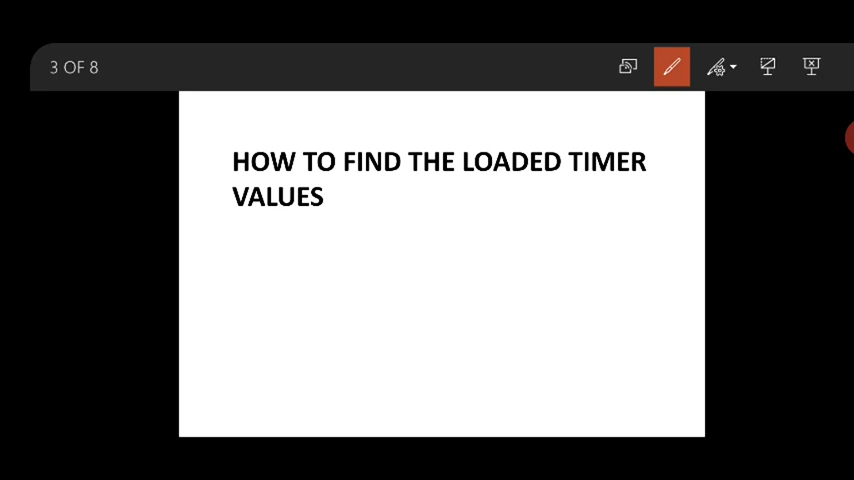 3 OF 8
HOW TO FIND THE LOADED TIMER
VALUES